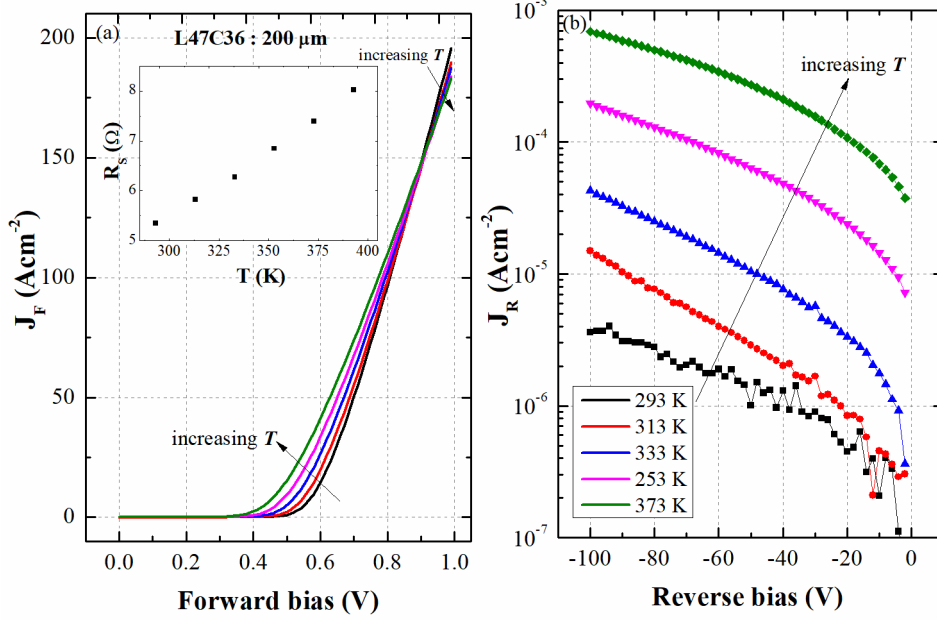 (a)
L47C36 : 200 μm
increasing T
200
150
100
50
0
J_F (Acm⁻²)
8
7
6
5
R_s (Ω)
300 325 350 375 400
T (K)
increasing T
0.0 0.2 0.4 0.6 0.8 1.0
Forward bias (V)
(b)
increasing T
10⁻³
10⁻⁴
10⁻⁵
10⁻⁶
10⁻⁷
J_R (Acm⁻²)
293 K
313 K
333 K
253 K
373 K
-100 -80 -60 -40 -20 0
Reverse bias (V)